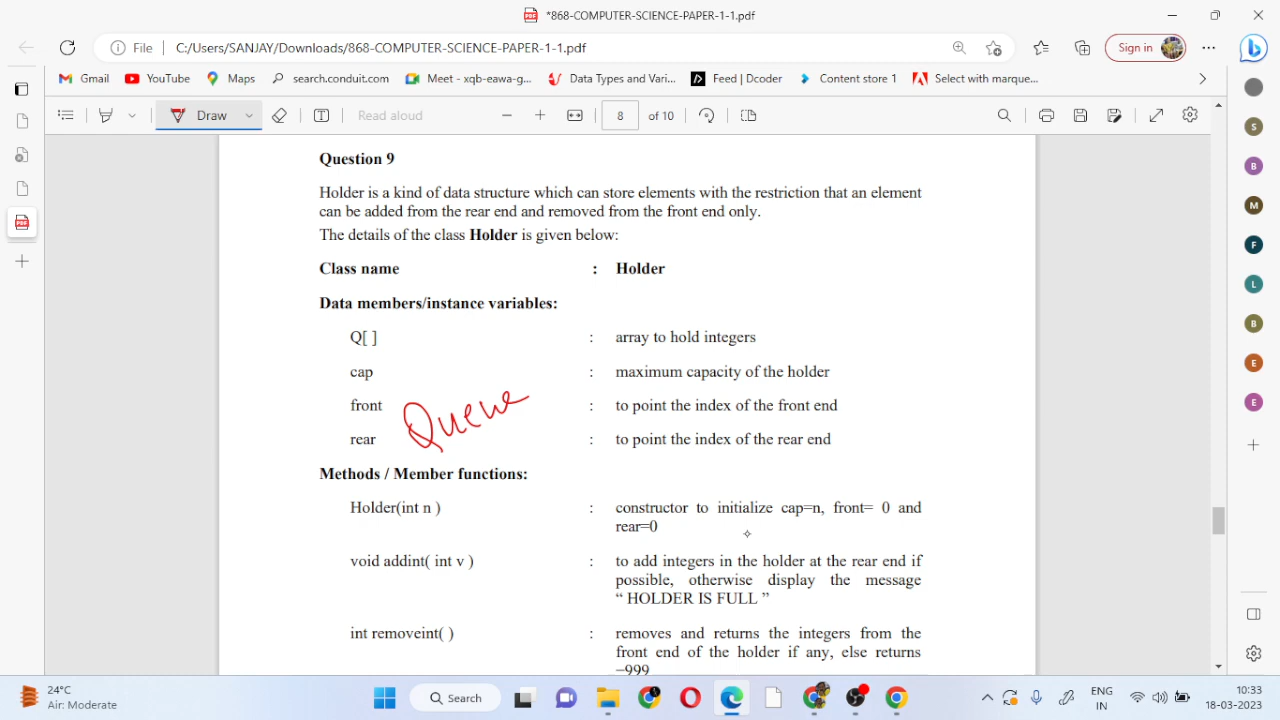 *868-COMPUTER-SCIENCE-PAPER-1-1.pdf
File C:/Users/SANJAY/Downloads/868-COMPUTER-SCIENCE-PAPER-1-1.pdf Sign in
Gmail YouTube Maps search.conduit.com Meet - xqb-eawa-g... Data Types and Vari... Feed | Dcoder Content store 1 Select with marque...
Draw Read aloud 8 of 10
Question 9
Holder is a kind of data structure which can store elements with the restriction that an element
can be added from the rear end and removed from the front end only.
The details of the class Holder is given below:
Class name : Holder
Data members/instance variables:
Q[ ] : array to hold integers
cap : maximum capacity of the holder
front : to point the index of the front end
Queue
rear : to point the index of the rear end
Methods / Member functions:
Holder(int n ) : constructor to initialize cap=n, front= 0 and
rear=0
void addint( int v ) : to add integers in the holder at the rear end if
possible, otherwise display the message
“ HOLDER IS FULL ”
int removeint( ) : removes and returns the integers from the
front end of the holder if any, else returns
–999
S
B
M
F
L
B
E
E
24°C
Air: Moderate
Search
ENG
IN
10:33
18-03-2023